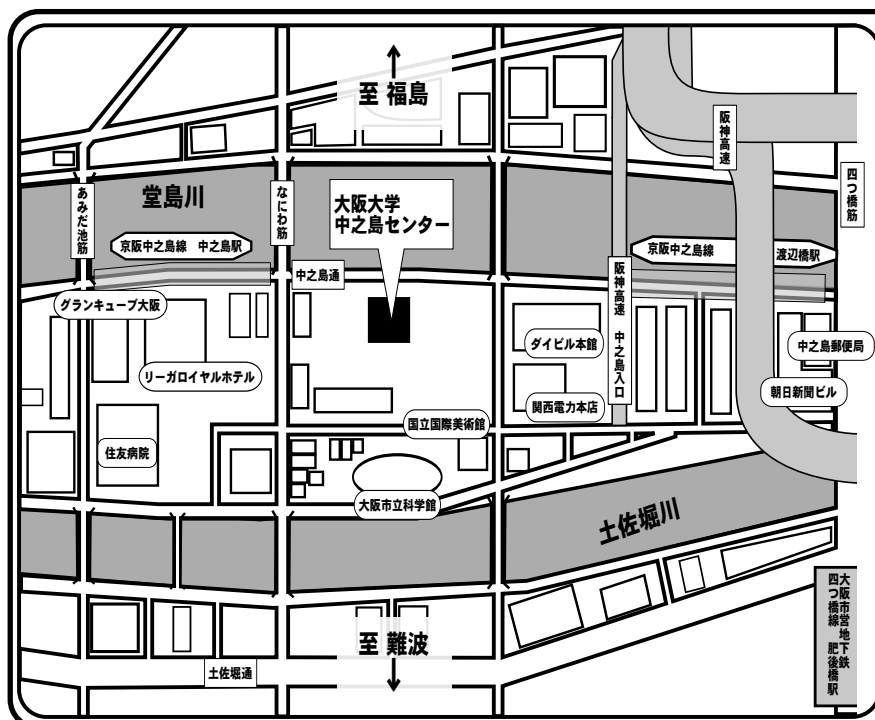 至 福島
阪神高速
四つ橋筋
あみだ池筋
堂島川
なにわ筋
大阪大学
中之島センター
京阪中之島線 中之島駅
京阪中之島線 渡辺橋駅
中之島通
阪神高速 中之島入口
グランキューブ大阪
ダイビル本館
中之島郵便局
リーガロイヤルホテル
朝日新聞ビル
関西電力本店
国立国際美術館
住友病院
大阪市立科学館
土佐堀川
大阪市営地下鉄
四つ橋線 肥後橋駅
至 難波
土佐堀通